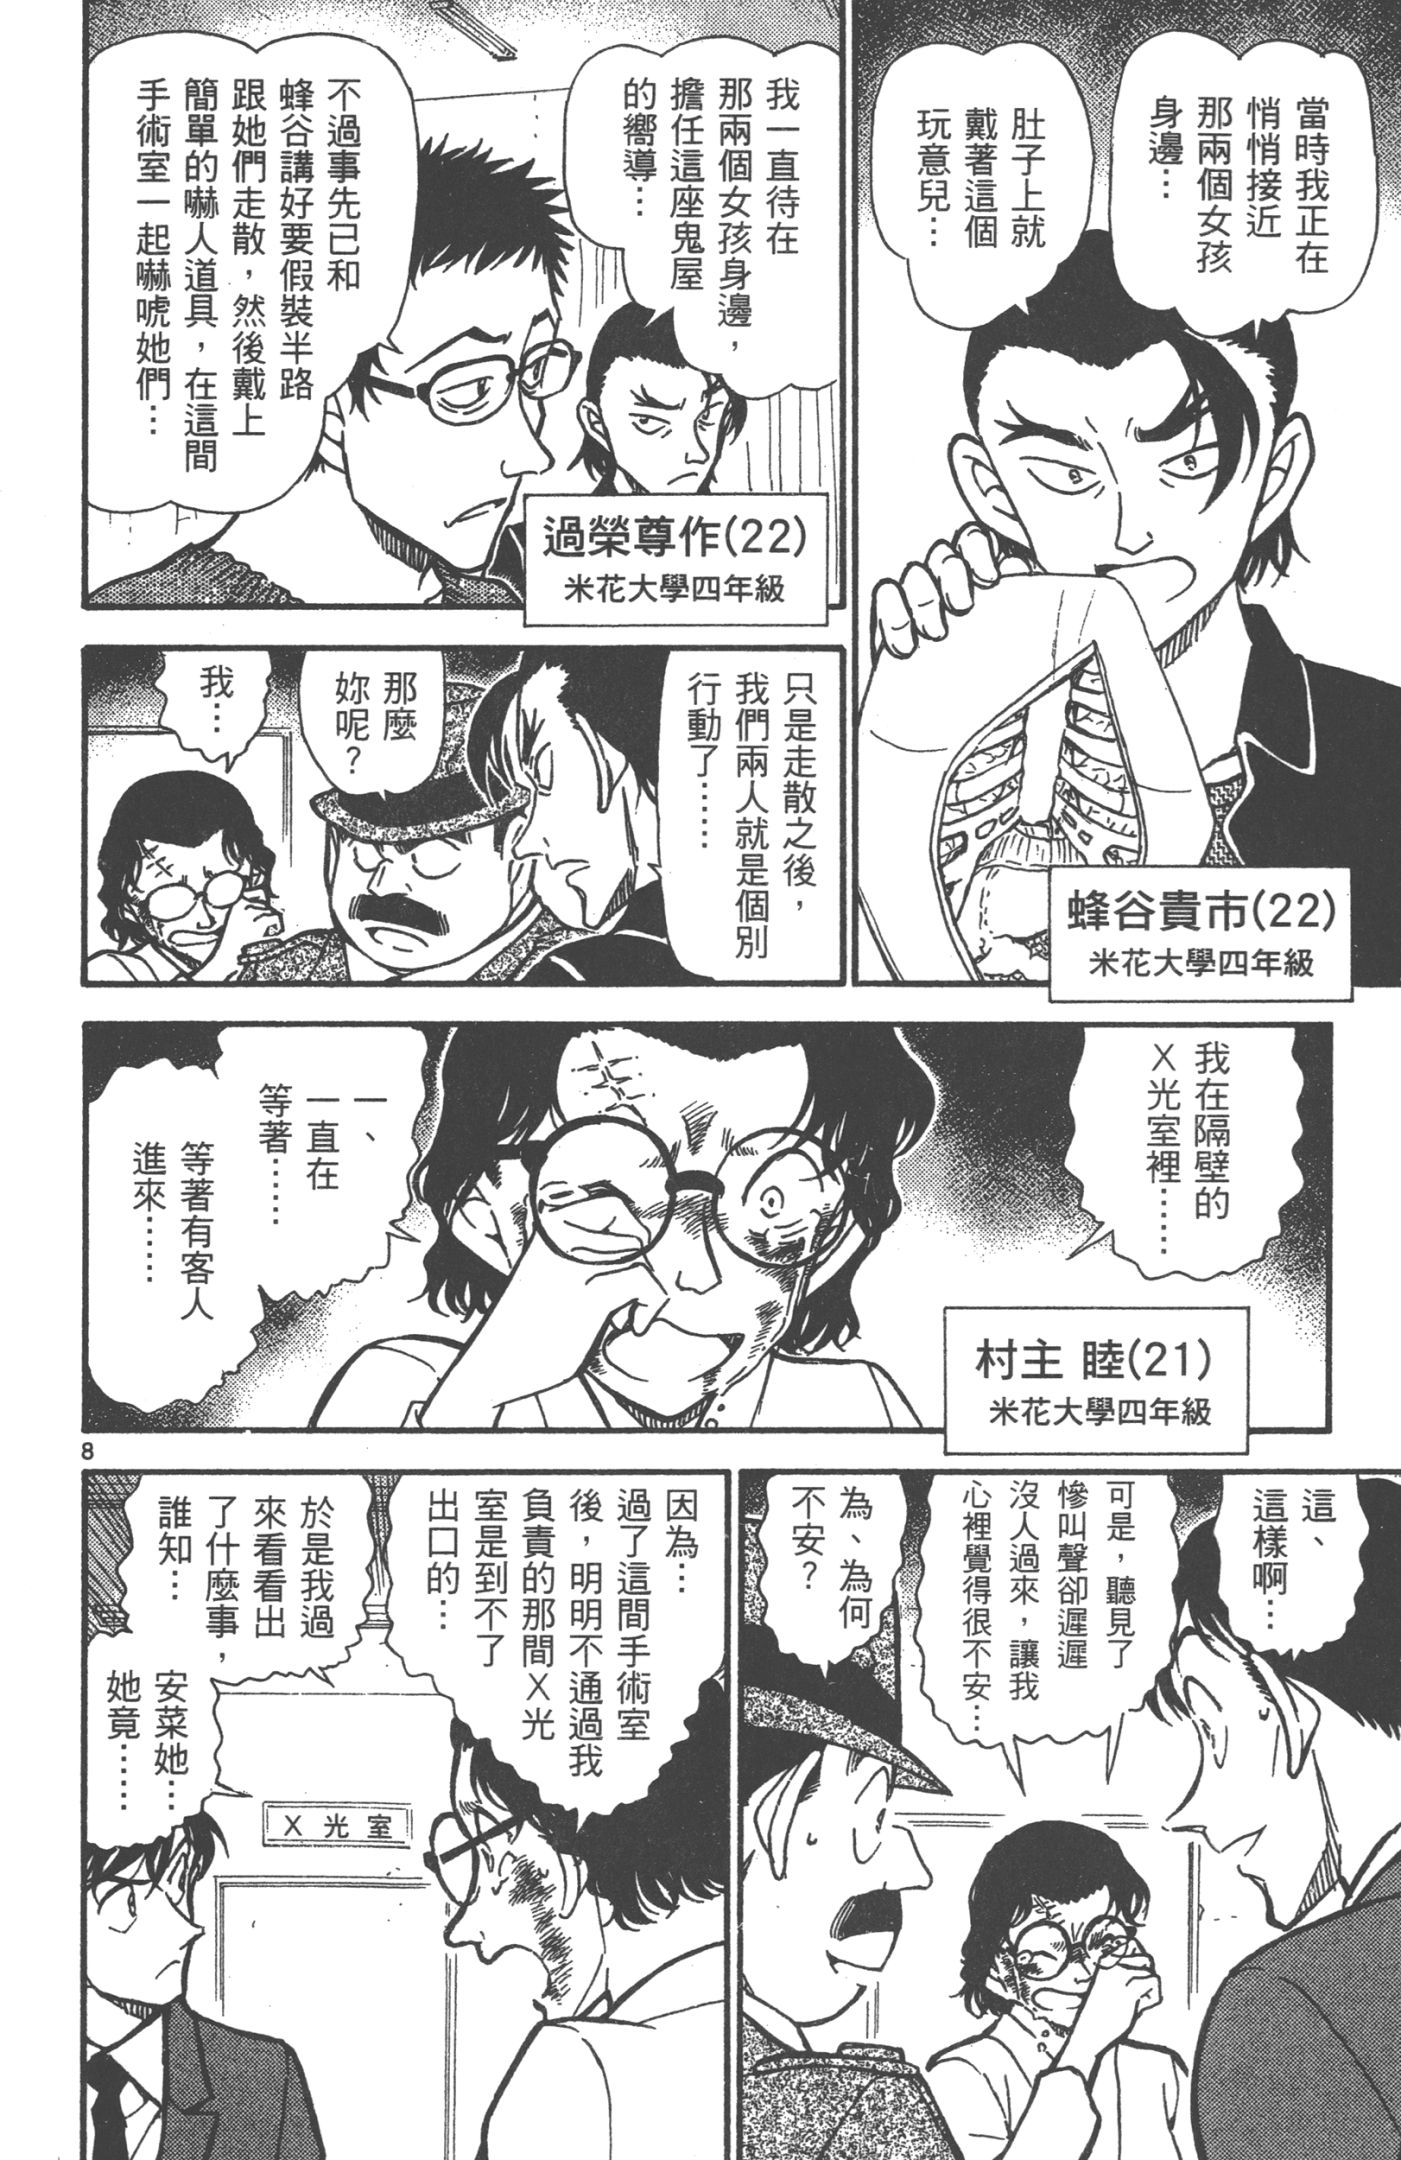 當時我正在
悄悄接近
那兩個女孩
身邊…
肚子上就
戴著這個
玩意兒…
蜂谷貴市(22)
米花大學四年級
我一直待在
那兩個女孩身邊，
擔任這座鬼屋
的嚮導…
不過事先已和
蜂谷講好要假裝半路
跟她們走散，然後戴上
簡單的嚇人道具，在這間
手術室一起嚇唬她們…
過榮尊作(22)
米花大學四年級
只是走散之後，
我們兩人就是個別
行動了……
那麼
妳呢？
我…
我在隔壁的
X光室裡……
一、
一直在
等著……
等著有客人
進來……
村主 睦(21)
米花大學四年級
8
這、
這樣啊…
可是，聽見了
慘叫聲卻遲遲
沒人過來，讓我
心裡覺得很不安…
為、為何
不安？
因為…
過了這間手術室
後，明明不通過我
負責的那間X光
室是到不了
出口的…
於是我過
來看看出
了什麼事，
誰知…
安菜她…
她竟……
X光室